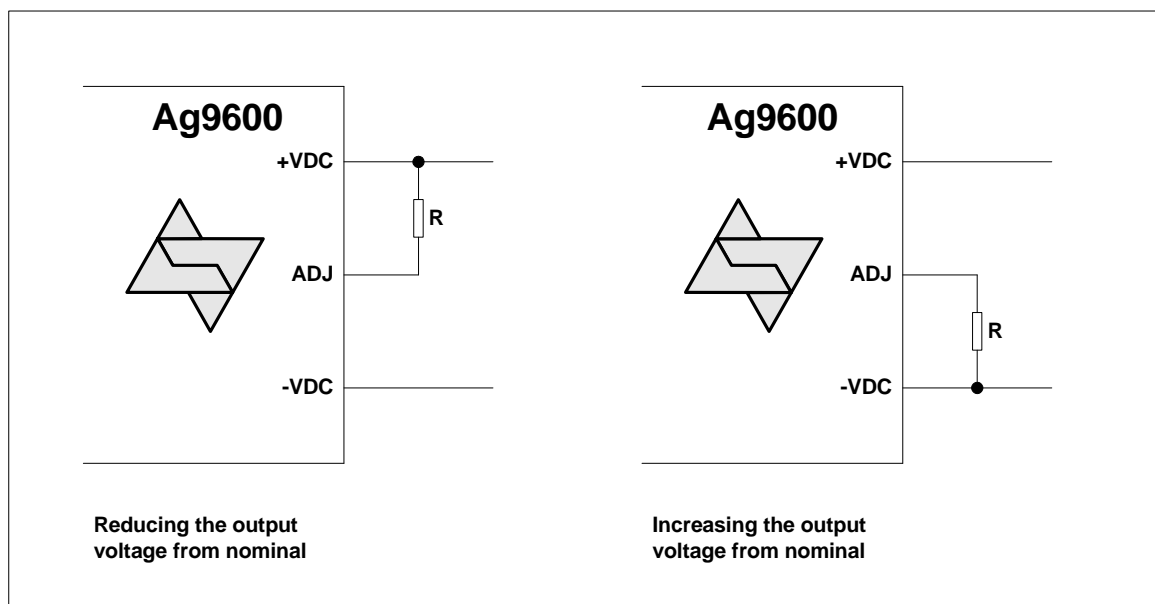 Ag9600
+VDC
R
ADJ
-VDC
Reducing the output
voltage from nominal
Ag9600
+VDC
ADJ
R
-VDC
Increasing the output
voltage from nominal